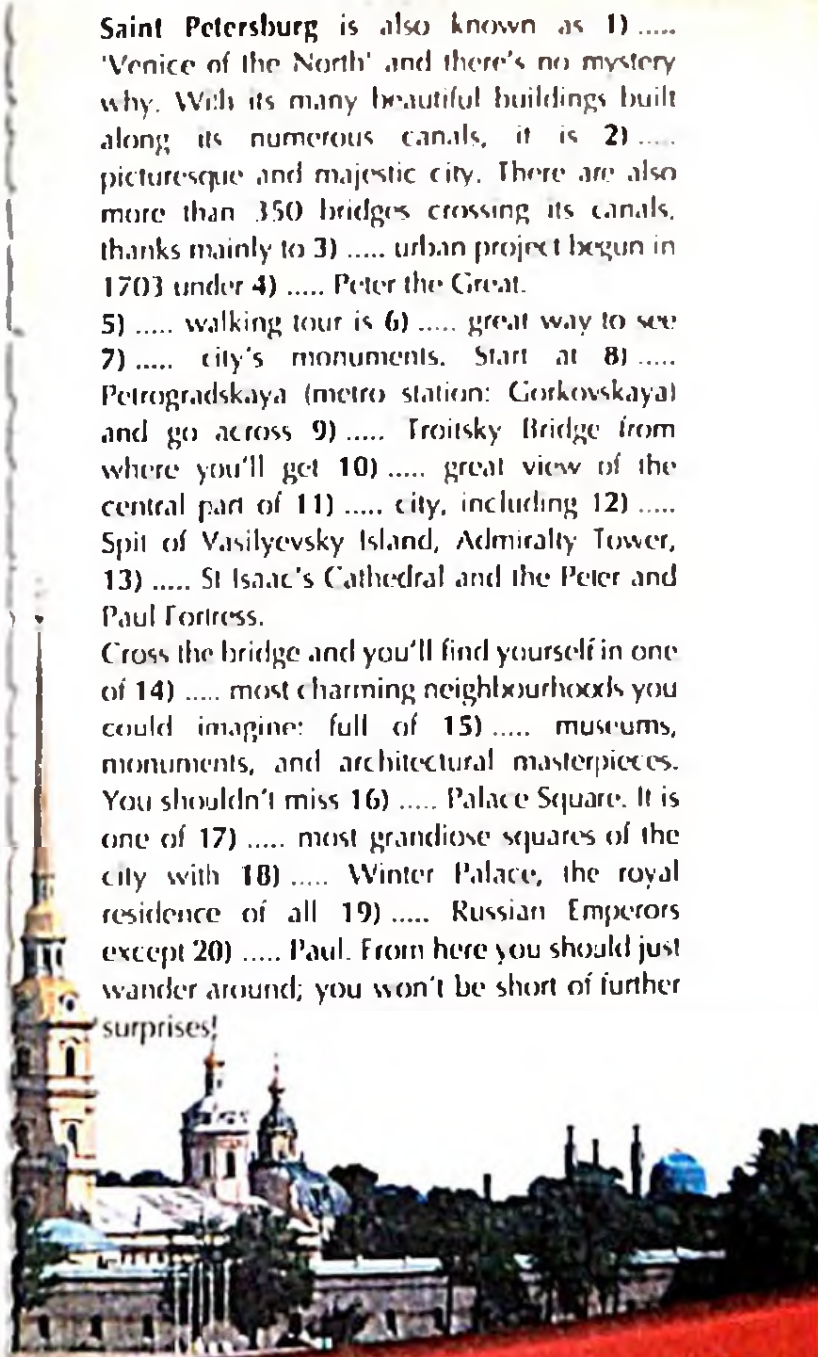 Saint Petersburg is also known as 1) .....
'Venice of the North' and there's no mystery
why. With its many beautiful buildings built
along its numerous canals, it is 2) .....
picturesque and majestic city. There are also
more than 350 bridges crossing its canals,
thanks mainly to 3) ..... urban project begun in
1703 under 4) ..... Peter the Great.
5) ..... walking tour is 6) ..... great way to see
7) ..... city's monuments. Start at 8) .....
Petrogradskaya (metro station: Gorkovskaya)
and go across 9) ..... Troitsky Bridge from
where you'll get 10) ..... great view of the
central part of 11) ..... city, including 12) .....
Spit of Vasilyevsky Island, Admiralty Tower,
13) ..... St Isaac's Cathedral and the Peter and
Paul Fortress.
Cross the bridge and you'll find yourself in one
of 14) ..... most charming neighbourhoods you
could imagine: full of 15) ..... museums,
monuments, and architectural masterpieces.
You shouldn't miss 16) ..... Palace Square. It is
one of 17) ..... most grandiose squares of the
city with 18) ..... Winter Palace, the royal
residence of all 19) ..... Russian Emperors
except 20) ..... Paul. From here you should just
wander around; you won't be short of further
surprises!